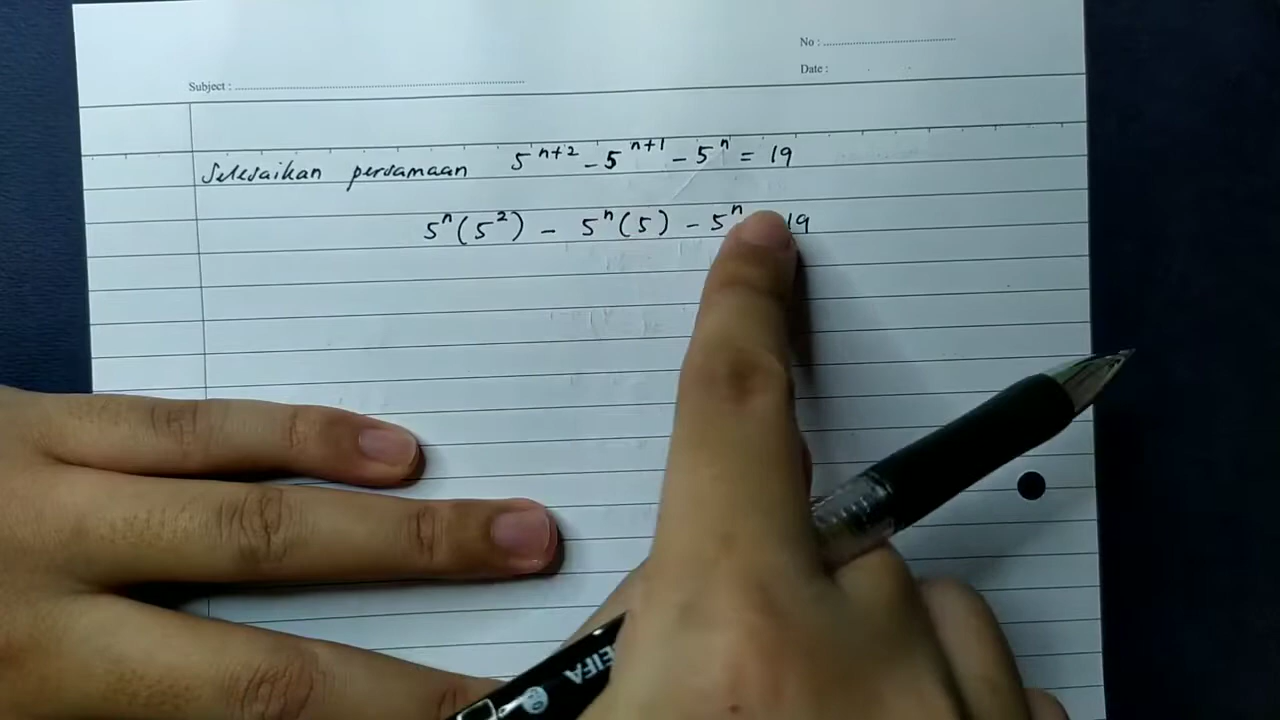 No : ..........
Subject : ..........
Date :
Selesaikan persamaan 5^{n+2} - 5^{n+1} - 5^n = 19
5^n(5^2) - 5^n(5) - 5^n 19